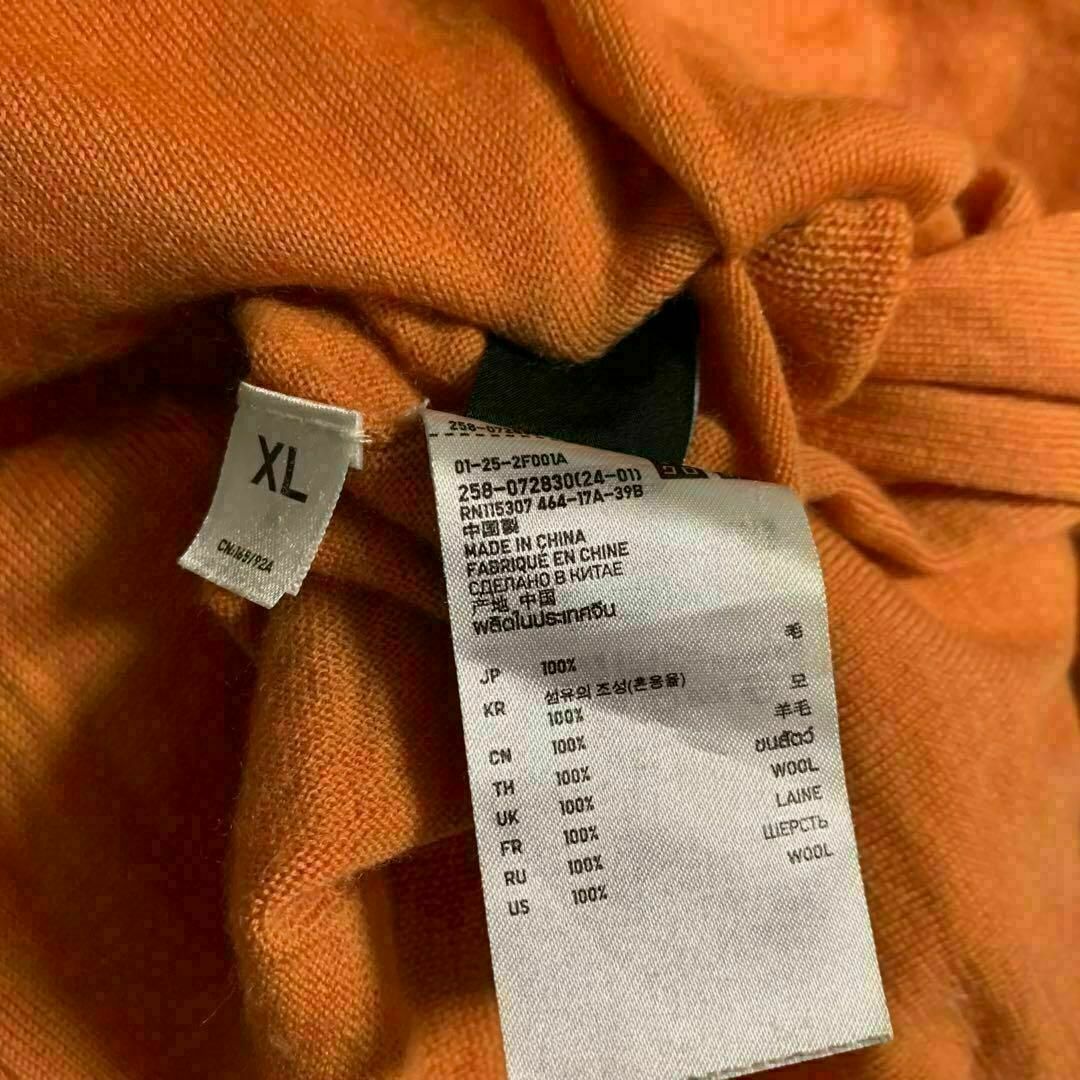 XL
CN:165/92A
01-25-2F001A
258-072830(24-01)
RN115307 464-17A-39B
中国製
MADE IN CHINA
FABRIQUÉ EN CHINE
СДЕЛАНО В КИТАЕ
产地 中国
ผลิตในประเทศจีน
JP 100% 毛
KR 섬유의 조성(혼용율)
100% 모
CN 100% 羊毛
TH 100% ขนสัตว์
UK 100% WOOL
FR 100% LAINE
RU 100% ШЕРСТЬ
US 100% WOOL